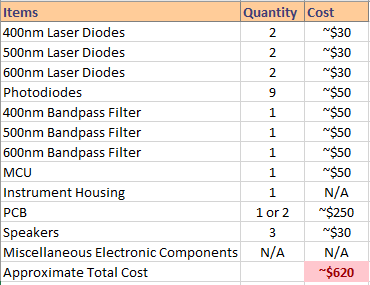 Items Quantity Cost
400nm Laser Diodes 2 ~$30
500nm Laser Diodes 2 ~$30
600nm Laser Diodes 2 ~$30
Photodiodes 9 ~$50
400nm Bandpass Filter 1 ~$50
500nm Bandpass Filter 1 ~$50
600nm Bandpass Filter 1 ~$50
MCU 1 ~$50
Instrument Housing 1 N/A
PCB 1 or 2 ~$250
Speakers 3 ~$30
Miscellaneous Electronic Components N/A N/A
Approximate Total Cost ~$620